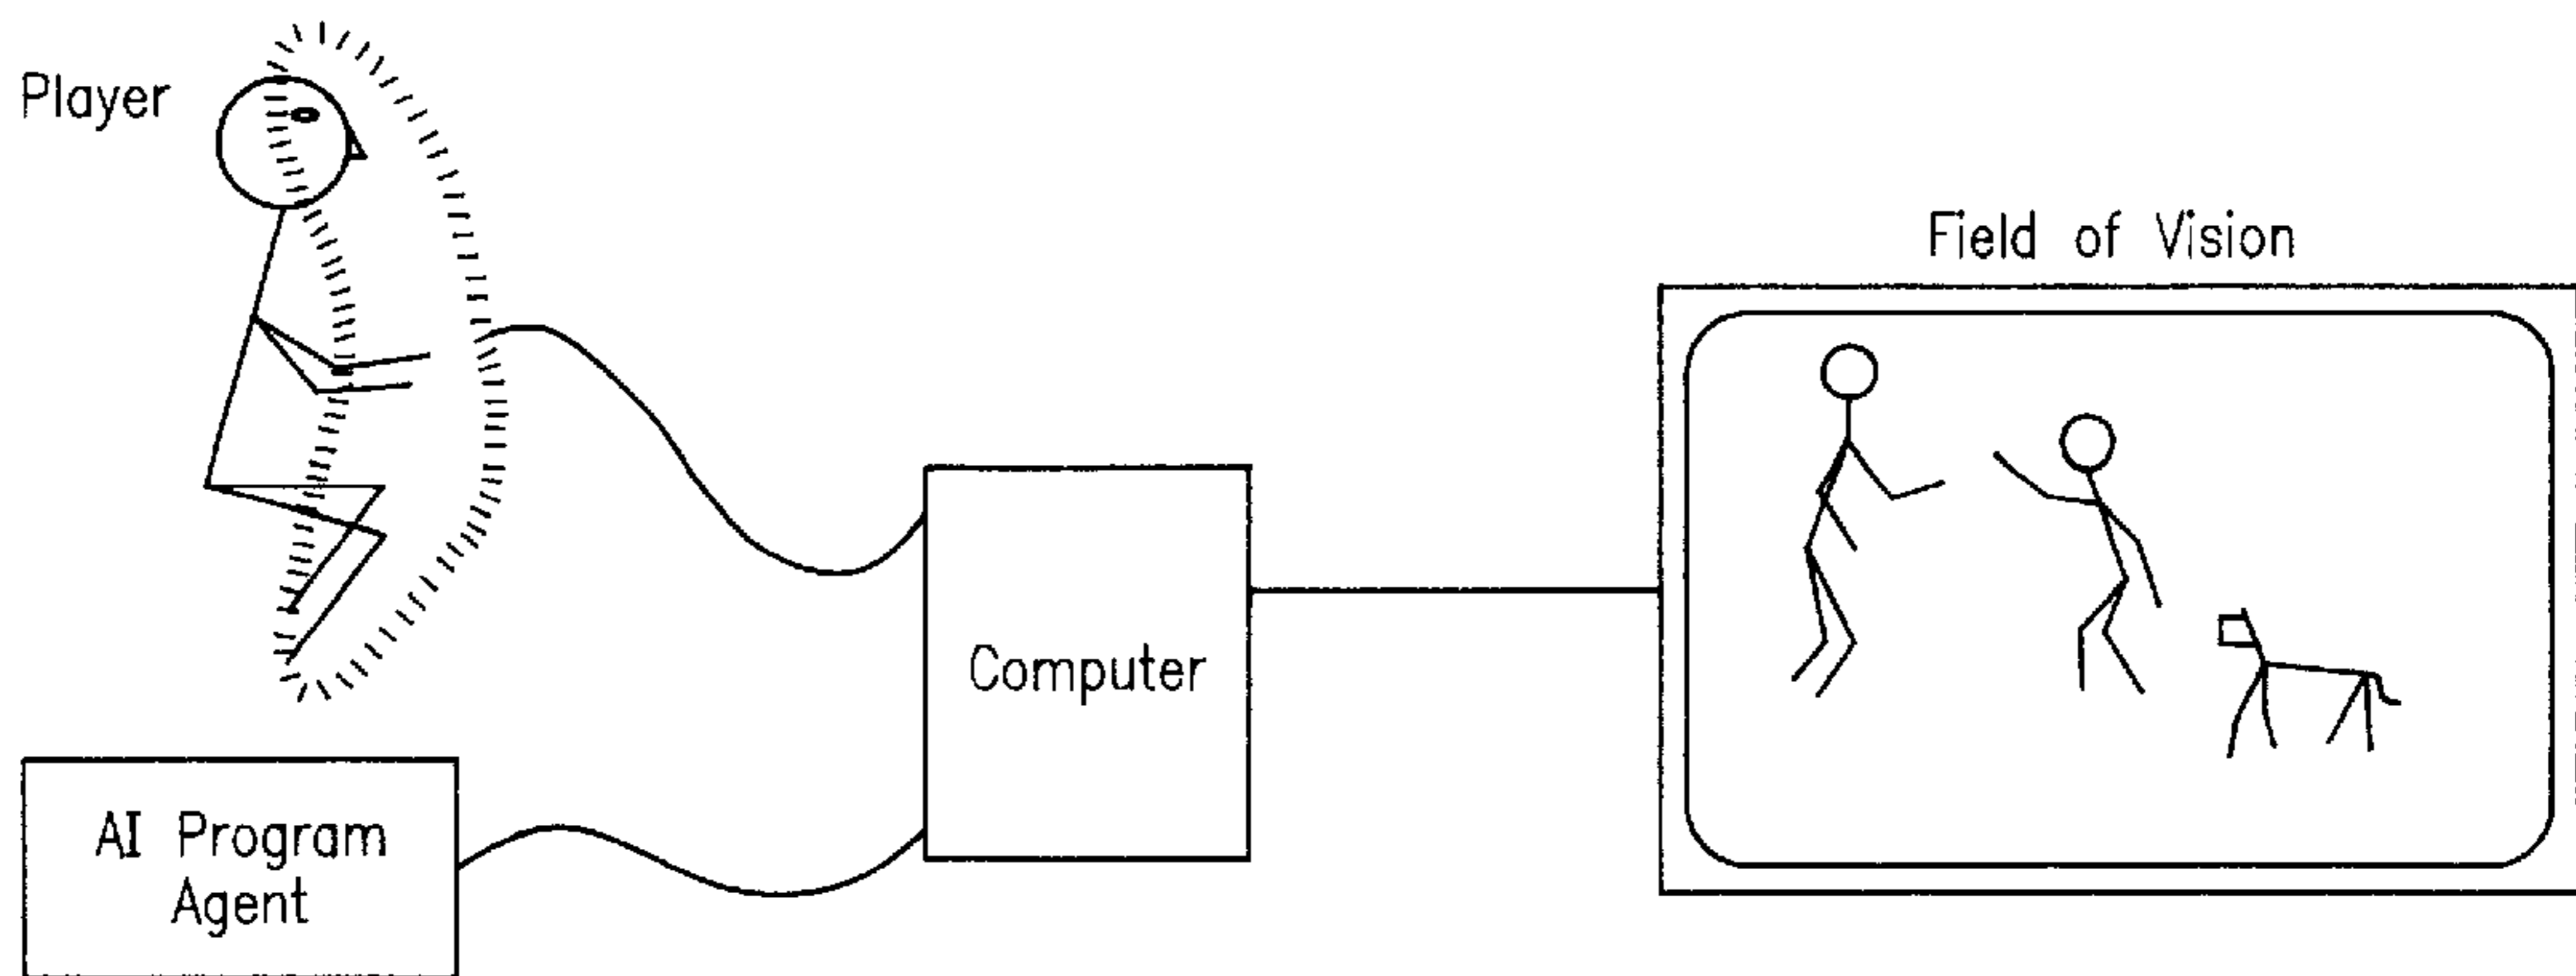 Player
Field of Vision
Computer
AI Program
Agent